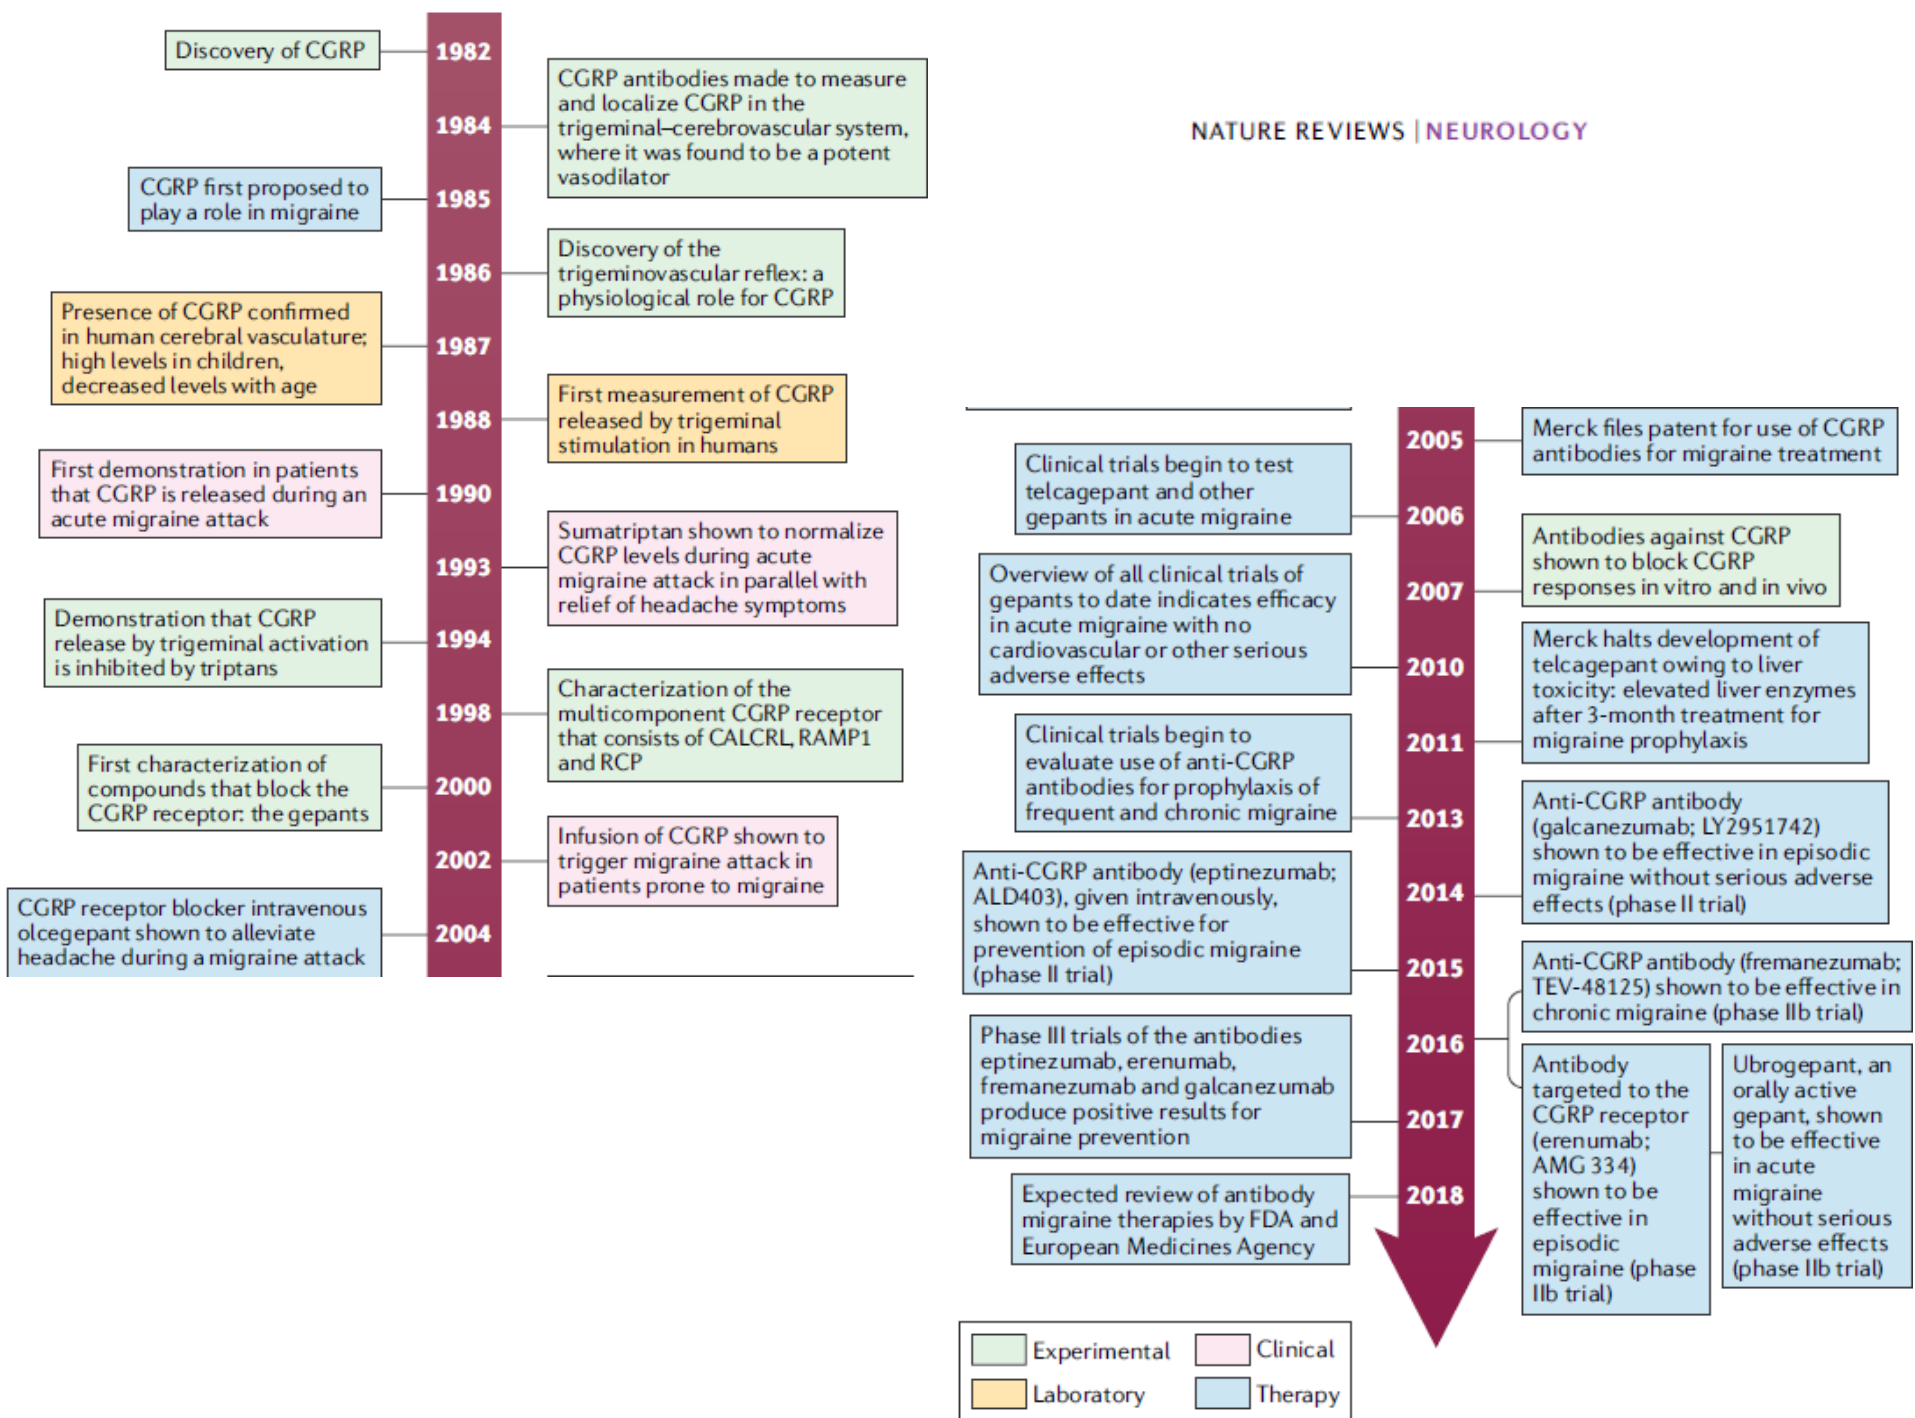 Discovery of CGRP
1982
CGRP antibodies made to measure
and localize CGRP in the
trigeminal–cerebrovascular system,
where it was found to be a potent
vasodilator
1984
CGRP first proposed to
play a role in migraine
1985
Discovery of the
trigeminovascular reflex: a
physiological role for CGRP
1986
Presence of CGRP confirmed
in human cerebral vasculature;
high levels in children,
decreased levels with age
1987
First measurement of CGRP
released by trigeminal
stimulation in humans
1988
First demonstration in patients
that CGRP is released during an
acute migraine attack
1990
Sumatriptan shown to normalize
CGRP levels during acute
migraine attack in parallel with
relief of headache symptoms
1993
Demonstration that CGRP
release by trigeminal activation
is inhibited by triptans
1994
Characterization of the
multicomponent CGRP receptor
that consists of CALCRL, RAMP1
and RCP
1998
First characterization of
compounds that block the
CGRP receptor: the gepants
2000
Infusion of CGRP shown to
trigger migraine attack in
patients prone to migraine
2002
CGRP receptor blocker intravenous
olcegepant shown to alleviate
headache during a migraine attack
2004
NATURE REVIEWS | NEUROLOGY
2005
Merck files patent for use of CGRP
antibodies for migraine treatment
Clinical trials begin to test
telcagepant and other
gepants in acute migraine
2006
Antibodies against CGRP
shown to block CGRP
responses in vitro and in vivo
2007
Overview of all clinical trials of
gepants to date indicates efficacy
in acute migraine with no
cardiovascular or other serious
adverse effects
2010
Merck halts development of
telcagepant owing to liver
toxicity: elevated liver enzymes
after 3-month treatment for
migraine prophylaxis
2011
Clinical trials begin to
evaluate use of anti-CGRP
antibodies for prophylaxis of
frequent and chronic migraine
2013
Anti-CGRP antibody
(galcanezumab; LY2951742)
shown to be effective in episodic
migraine without serious adverse
effects (phase II trial)
2014
Anti-CGRP antibody (eptinezumab;
ALD403), given intravenously,
shown to be effective for
prevention of episodic migraine
(phase II trial)
2015
Anti-CGRP antibody (fremanezumab;
TEV-48125) shown to be effective in
chronic migraine (phase IIb trial)
2016
Antibody
targeted to the
CGRP receptor
(erenumab;
AMG 334)
shown to be
effective in
episodic
migraine (phase
IIb trial)
Ubrogepant, an
orally active
gepant, shown
to be effective
in acute
migraine
without serious
adverse effects
(phase IIb trial)
Phase III trials of the antibodies
eptinezumab, erenumab,
fremanezumab and galcanezumab
produce positive results for
migraine prevention
2017
Expected review of antibody
migraine therapies by FDA and
European Medicines Agency
2018
Experimental
Clinical
Laboratory
Therapy